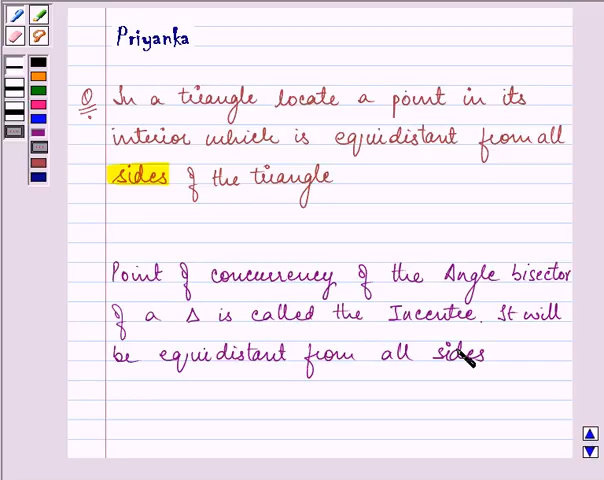 Priyanka
Q In a triangle locate a point in its
interior which is equidistant from all
sides of the triangle
Point of concurrency of the Angle bisector
of a Δ is called the Incentre. It will
be equidistant from all sides